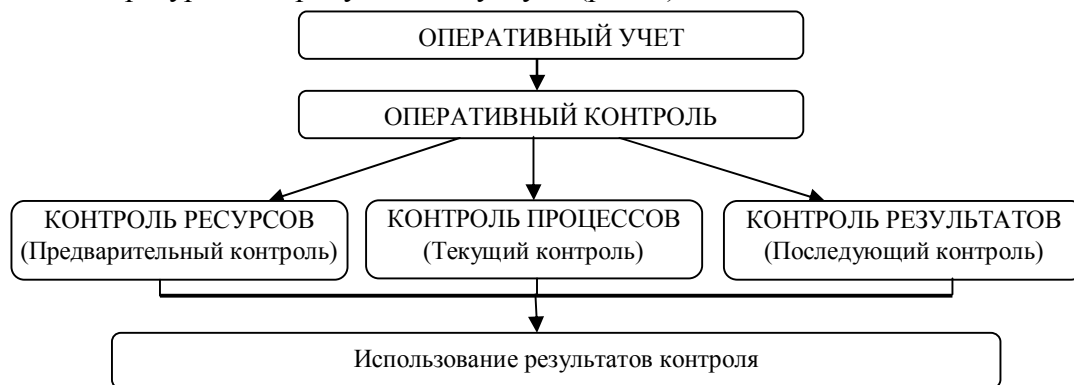 ОПЕРАТИВНЫЙ УЧЕТ
ОПЕРАТИВНЫЙ КОНТРОЛЬ
КОНТРОЛЬ РЕСУРСОВ
(Предварительный контроль)
КОНТРОЛЬ ПРОЦЕССОВ
(Текущий контроль)
КОНТРОЛЬ РЕЗУЛЬТАТОВ
(Последующий контроль)
Использование результатов контроля